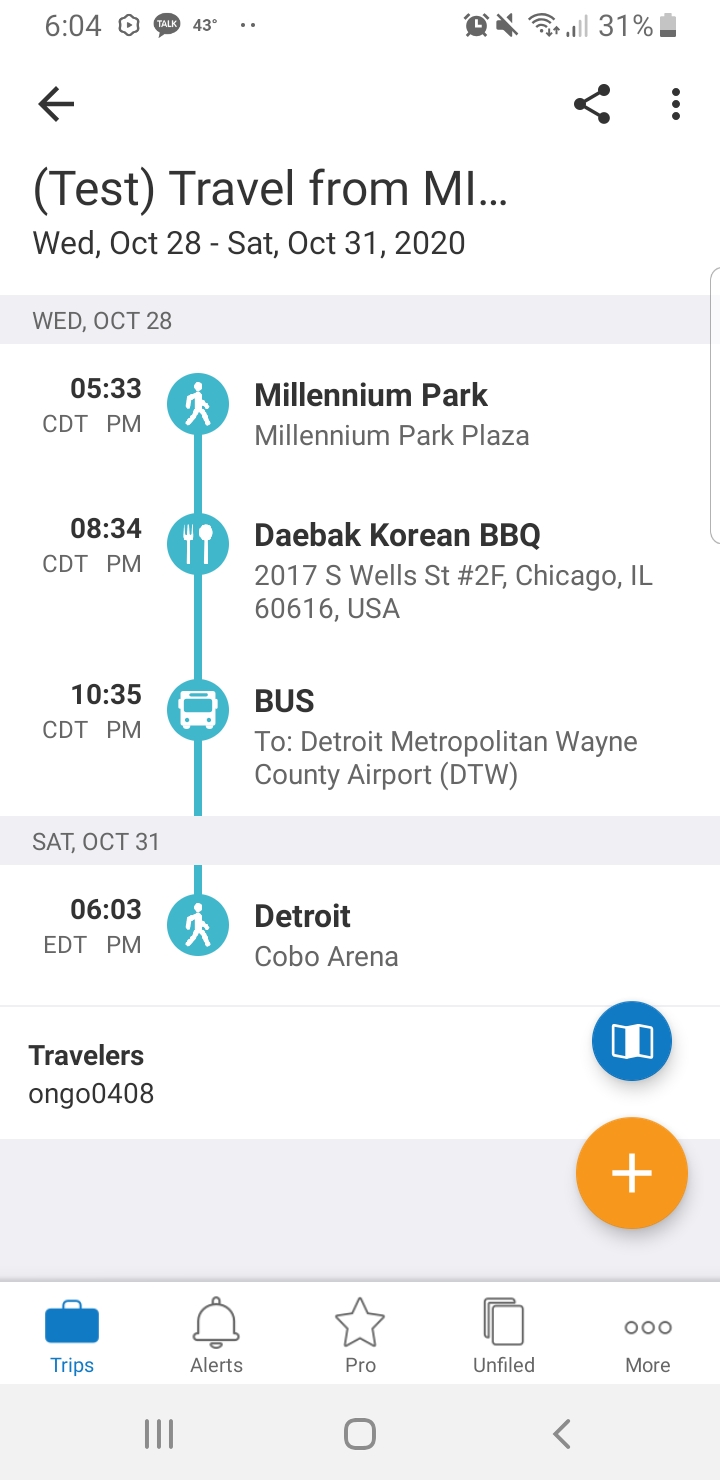 6:04 TALK 43° 31%
(Test) Travel from MI...
Wed, Oct 28 - Sat, Oct 31, 2020
WED, OCT 28
05:33
CDT PM
Millennium Park
Millennium Park Plaza
08:34
CDT PM
Daebak Korean BBQ
2017 S Wells St #2F, Chicago, IL
60616, USA
10:35
CDT PM
BUS
To: Detroit Metropolitan Wayne
County Airport (DTW)
SAT, OCT 31
06:03
EDT PM
Detroit
Cobo Arena
Travelers
ongo0408
Trips
Alerts
Pro
Unfiled
More